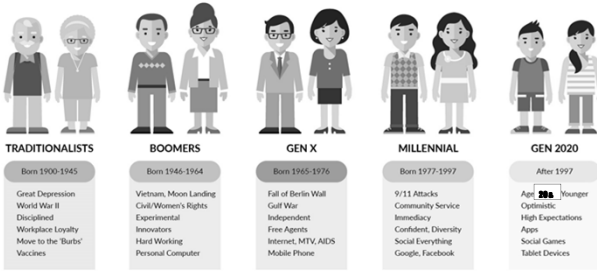 TRADITIONALISTS
Born 1900-1945
Great Depression
World War II
Disciplined
Workplace Loyalty
Move to the 'Burbs'
Vaccines
BOOMERS
Born 1946-1964
Vietnam, Moon Landing
Civil/Women's Rights
Experimental
Innovators
Hard Working
Personal Computer
GEN X
Born 1965-1976
Fall of Berlin Wall
Gulf War
Independent
Free Agents
Internet, MTV, AIDS
Mobile Phone
MILLENNIAL
Born 1977-1997
9/11 Attacks
Community Service
Immediacy
Confident, Diversity
Social Everything
Google, Facebook
GEN 2020
After 1997
Age Younger
Optimistic
High Expectations
Apps
Social Games
Tablet Devices